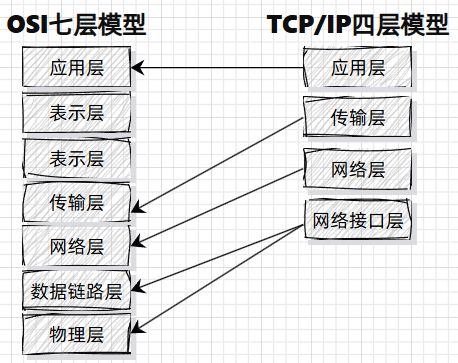 OSI七层模型
TCP/IP四层模型
应用层
表示层
表示层
传输层
网络层
数据链路层
物理层
应用层
传输层
网络层
网络接口层